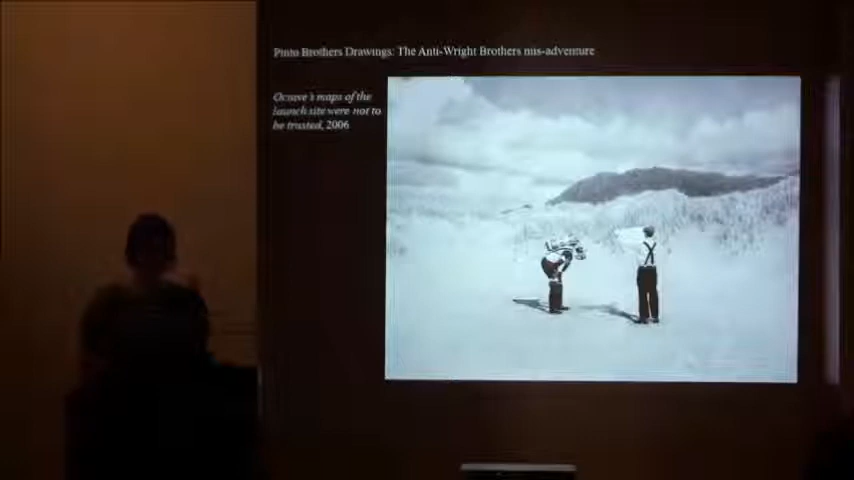 Pinto Brothers Drawings: The Anti-Wright Brothers mis-adventure
Octave's maps of the
launch site were not to
be trusted, 2006